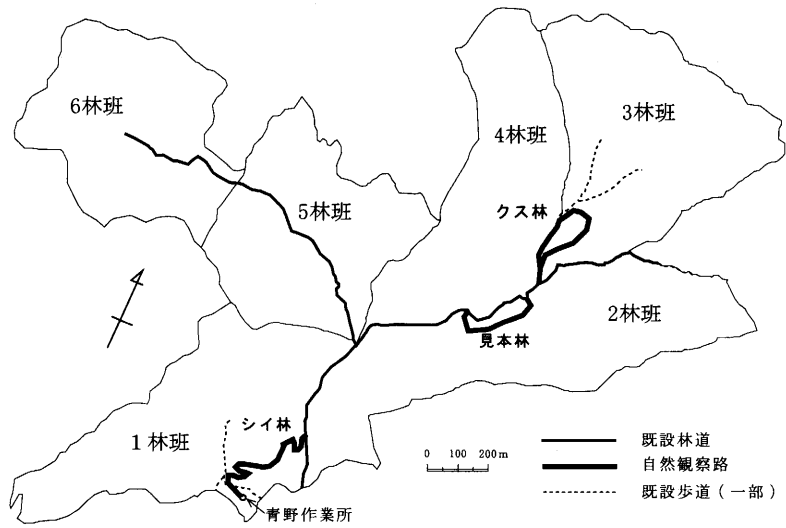 6林班
3林班
4林班
5林班
クス林
2林班
見本林
シイ林
1林班
青野作業所
0 100 200m
既設林道
自然観察路
既設歩道(一部)